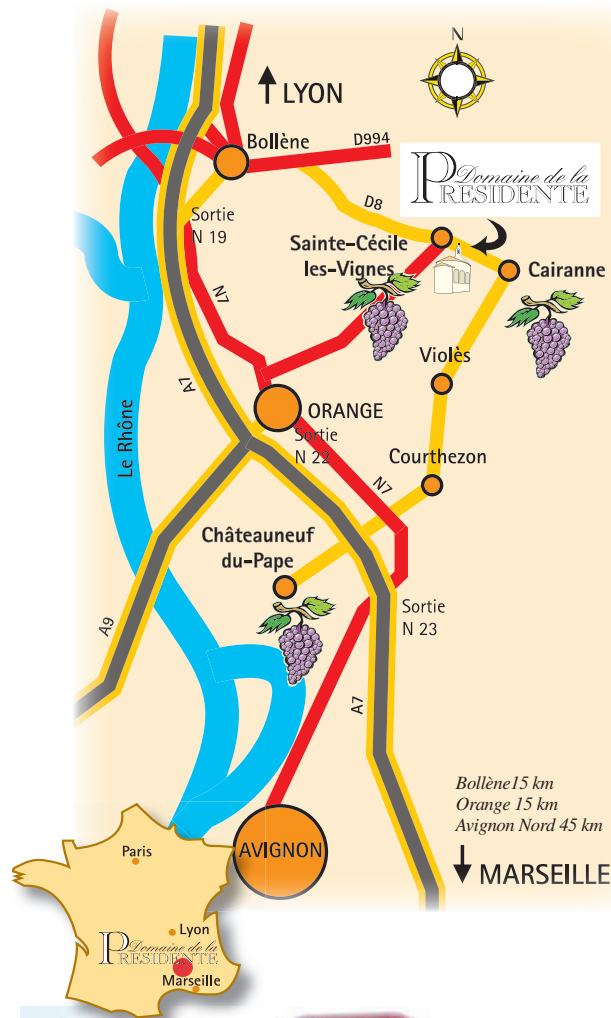 N
LYON
Bollène
D994
Domaine de la
PRESIDENTE
D8
Sortie
N 19
Sainte-Cécile
les-Vignes
Cairanne
N7
A7
Violès
Le Rhône
ORANGE
Sortie
N 22
N7
Courthezon
Châteauneuf
du-Pape
A9
Sortie
N 23
A7
Bollène15 km
Orange 15 km
Avignon Nord 45 km
AVIGNON
MARSEILLE
Paris
Lyon
Domaine de la
PRESIDENTE
Marseille